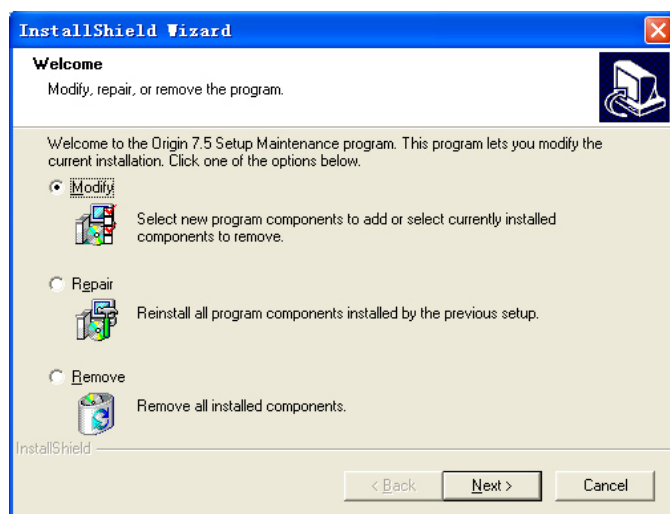 InstallShield Wizard
Welcome
Modify, repair, or remove the program.
Welcome to the Origin 7.5 Setup Maintenance program. This program lets you modify the
current installation. Click one of the options below.
Modify
Select new program components to add or select currently installed
components to remove.
Repair
Reinstall all program components installed by the previous setup.
Remove
Remove all installed components.
InstallShield
< Back Next > Cancel